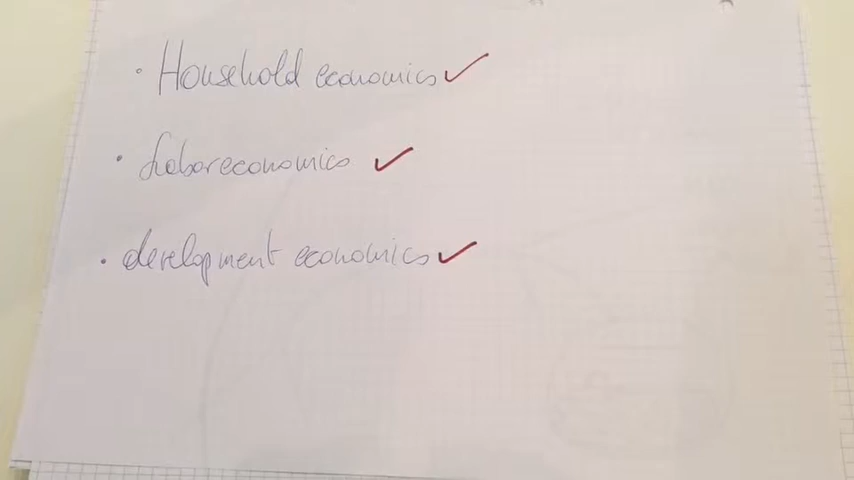 • Household economics ✓
• Laboreconomics ✓
• development economics ✓